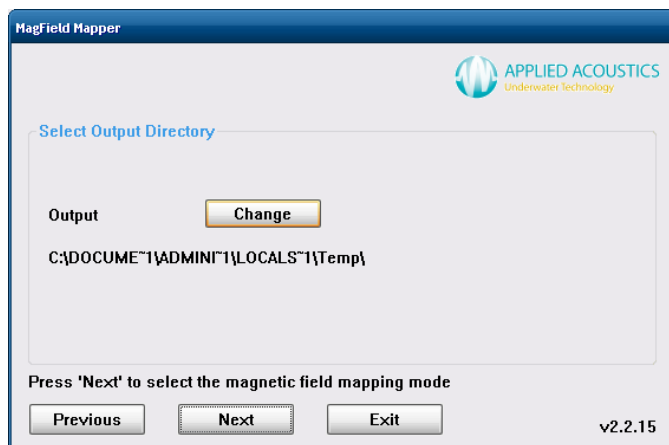 MagField Mapper
APPLIED ACOUSTICS
Underwater Technology
Select Output Directory
Output Change
C:\DOCUME~1\ADMINI~1\LOCALS~1\Temp\
Press 'Next' to select the magnetic field mapping mode
Previous Next Exit v2.2.15